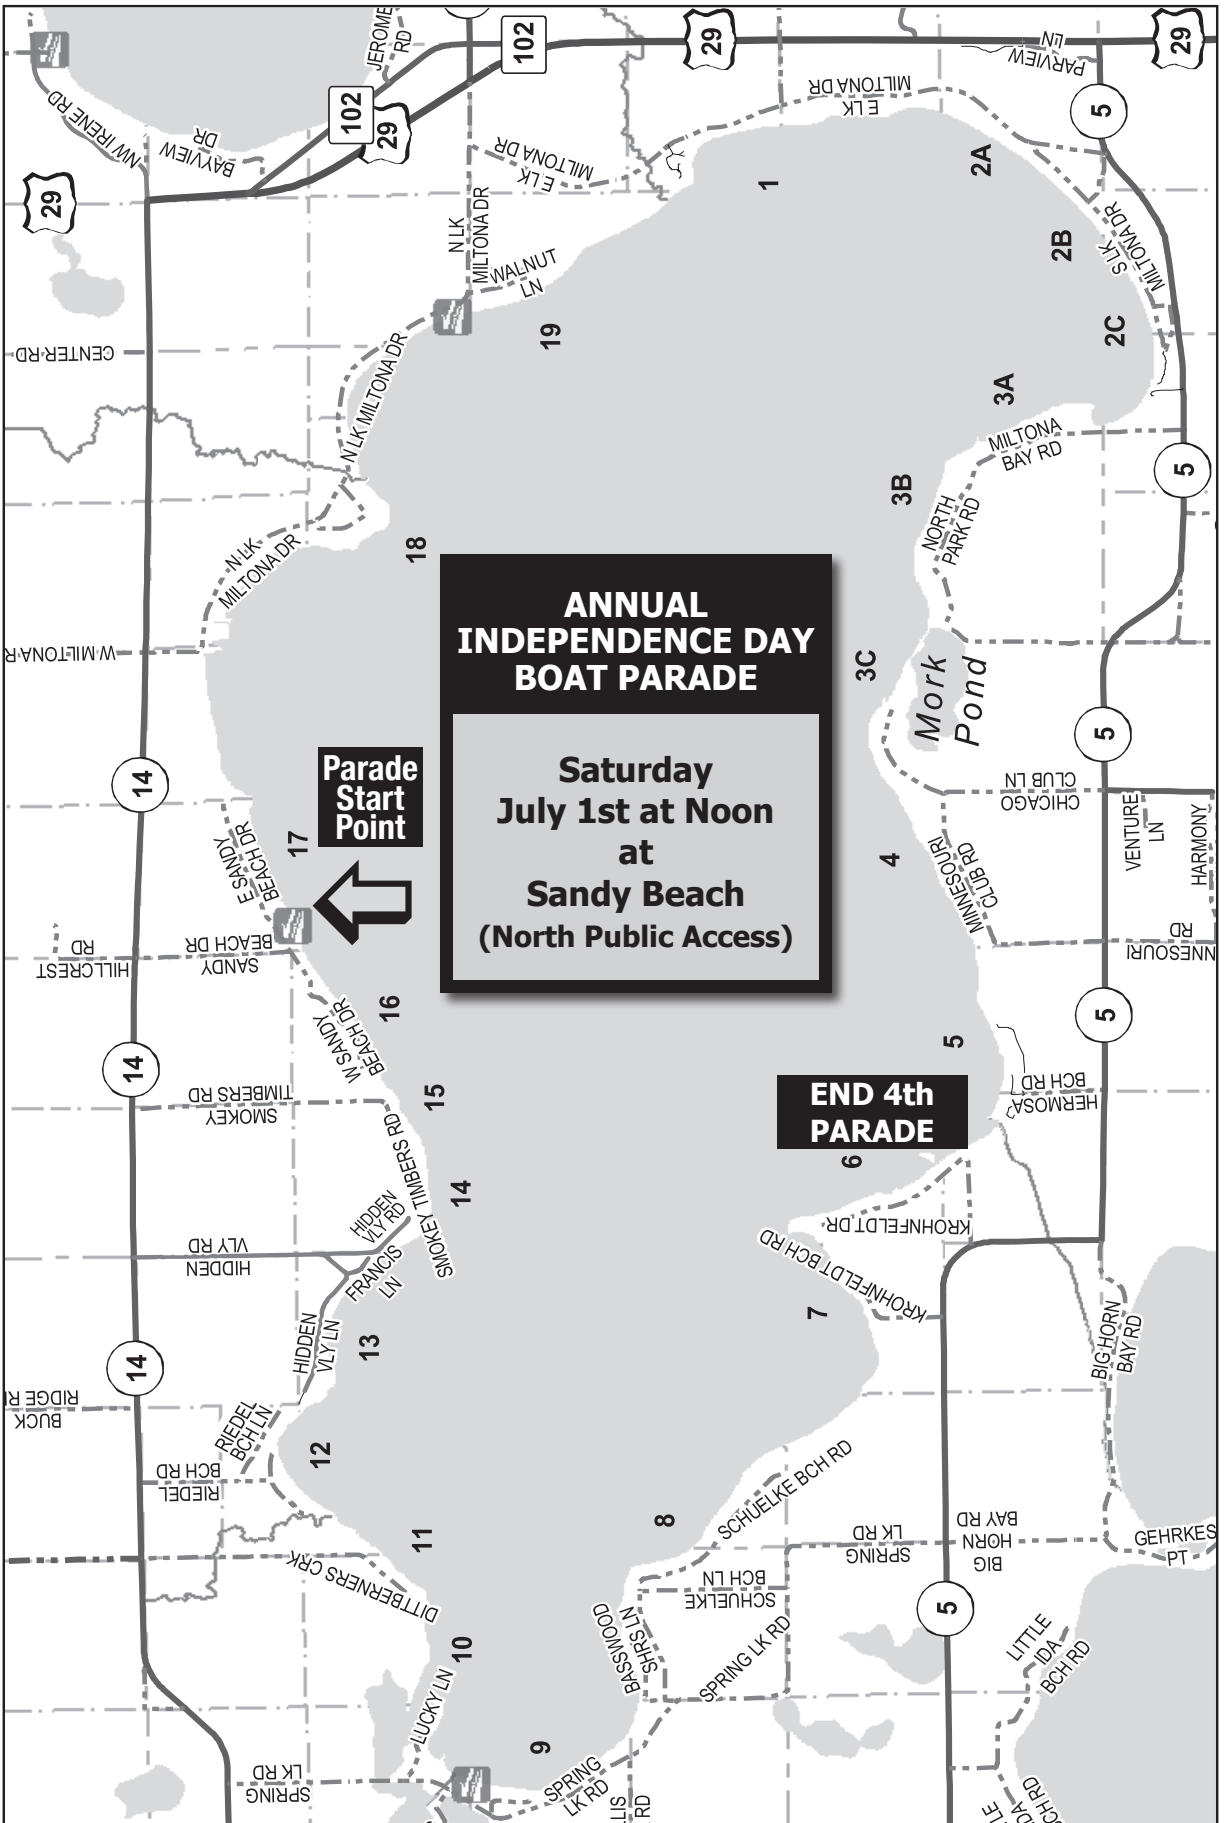 ANNUAL
INDEPENDENCE DAY
BOAT PARADE
Saturday
July 1st at Noon
at
Sandy Beach
(North Public Access)
Parade
Start
Point
END 4th
PARADE
JEROME
RD
102
29
29
102
29
29
NW IRENE RD
BAYVIEW
DR
PARVIEW
LN
E LK
MILTONA DR
E LK
MILTONA DR
5
2A
1
N LK
MILTONA DR
WALNUT
LN
2B
S LK
MILTONA DR
2C
19
CENTER RD
N LK MILTONA DR
3A
MILTONA
BAY RD
5
3B
NORTH
PARK RD
18
N LK
MILTONA DR
W MILTONA R
3C
Mork
Pond
5
14
CHICAGO
CLUB LN
VENTURE
LN
HARMONY
17
E SANDY
BEACH DR
4
MINNESOURI
CLUB RD
NNESOURI
RD
HILLCREST
RD
SANDY
BEACH DR
16
W SANDY
BEACH DR
5
5
14
SMOKEY
TIMBERS RD
15
HERMOSA
BCH RD
SMOKEY TIMBERS RD
14
6
HIDDEN
VLY RD
HIDDEN
VLY RD
FRANCIS
LN
KROHNFELDT DR
KROHNFELDT BCH RD
7
HIDDEN
VLY LN
13
14
BIG HORN
BAY RD
BUCK
RIDGE R
RIEDEL
BCH LN
12
RIEDEL
BCH RD
SCHUELKE BCH RD
8
11
SPRING
LK RD
BIG
HORN
BAY RD
GEHRKES
PT
DITTBERNERS CRK
SCHUELKE
BCH LN
5
BASSWOOD
SHRS LN
SPRING LK RD
10
LITTLE
IDA
BCH RD
LUCKY LN
9
SPRING
LK RD
SPRING
LK RD
LLIS
RD
LE
IDA
BCH RD